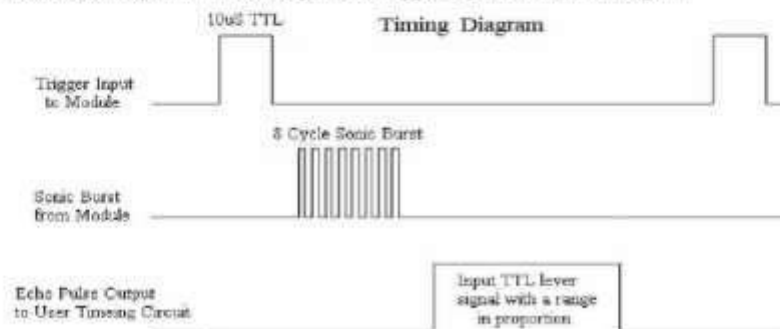 10uS TTL
Timing Diagram
Trigger Input
to Module
8 Cycle Sonic Burst
Sonic Burst
from Module
Echo Pulse Output
to User Timeing Circuit
Input TTL lever
signal with a range
in proportion